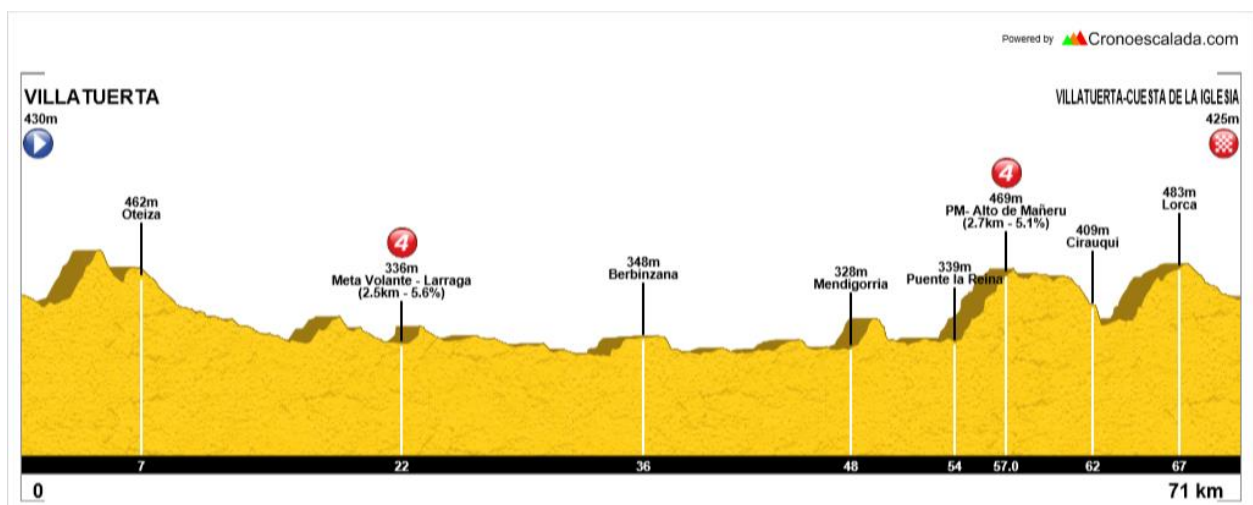 Powered by Cronoescalada.com
VILLATUERTA
430m
VILLATUERTA-CUESTA DE LA IGLESIA
425m
462m
Oteiza
4
336m
Meta Volante - Larraga
(2.5km - 5.6%)
348m
Berbinzana
328m
Mendigorria
339m
Puente la Reina
4
469m
PM- Alto de Mañeru
(2.7km - 5.1%)
409m
Cirauqui
483m
Lorca
7 22 36 48 54 57.0 62 67
0 71 km